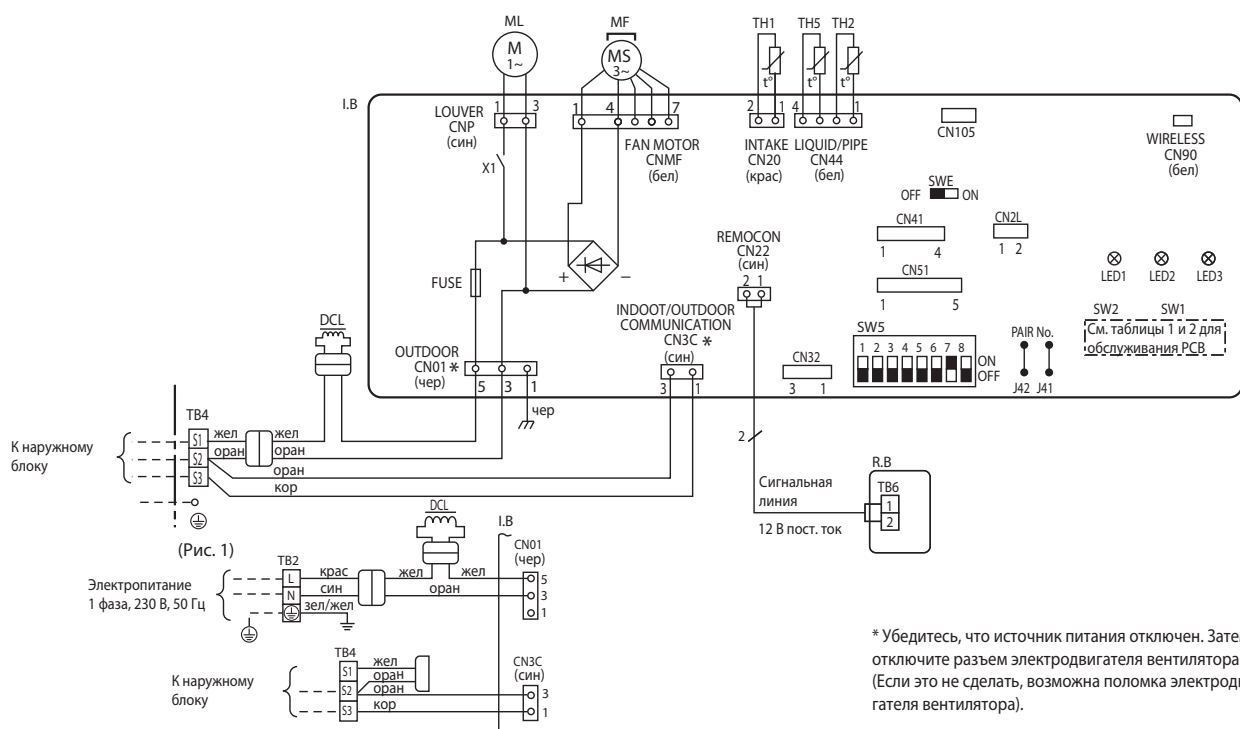 ML
MF
TH1 TH5 TH2
M
1~
MS
3~
t° t° t°
I.B
LOUVER
CNP
(син)
1 3
1 4 7
2 1
4 1
FAN MOTOR
CNMF
(бел)
INTAKE
CN20
(крас)
LIQUID/PIPE
CN44
(бел)
CN105
WIRELESS
CN90
(бел)
X1
SWE
OFF ON
CN41
1 4
CN2L
1 2
REMOCON
CN22
(син)
2 1
CN51
1 5
LED1 LED2 LED3
FUSE
+ −
DCL
INDOOT/OUTDOOR
COMMUNICATION
CN3C *
(син)
3 1
SW2 SW1
См. таблицы 1 и 2 для
обслуживания PCB
SW5
1 2 3 4 5 6 7 8
ON
OFF
PAIR No.
J42 J41
CN32
3 1
OUTDOOR
CN01 *
(чер)
5 3 1
чер
TB4
К наружному
блоку
S1 жел жел
S2 оран оран
S3 оран
кор
2
Сигнальная
линия
12 В пост. ток
R.B
TB6
1
2
(Рис. 1)
DCL
I.B
CN01
(чер)
5
3
1
TB2
Электропитание
1 фаза, 230 В, 50 Гц
L крас жел жел
N син оран
зел/жел
TB4
К наружному
блоку
S1 жел
оран
S2 оран
S3 кор
CN3C
(син)
3
1
* Убедитесь, что источник питания отключен. Зате
отключите разъем электродвигателя вентилятора
(Если это не сделать, возможна поломка электродв
гателя вентилятора).